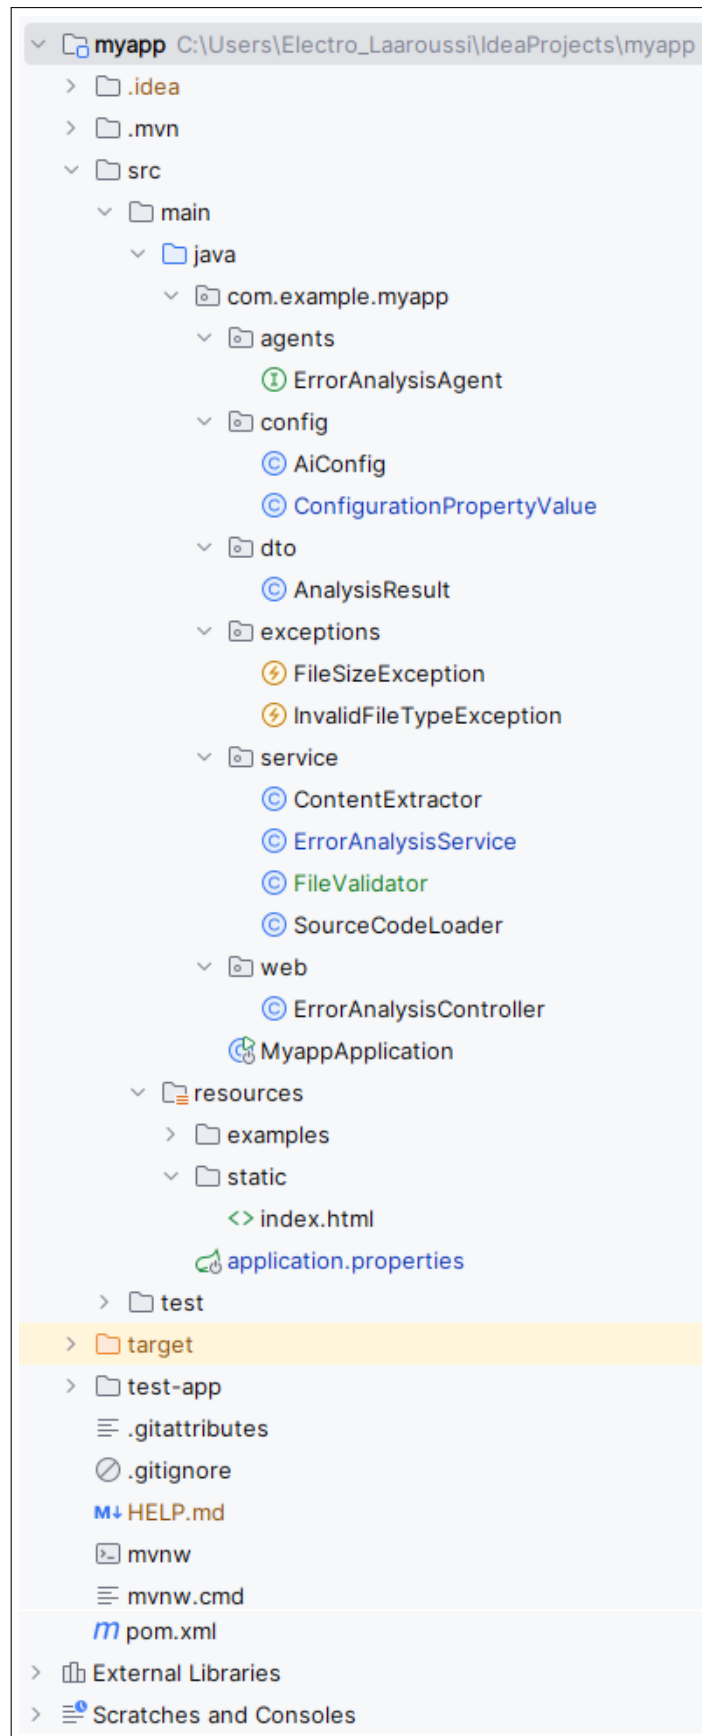 myapp C:\Users\Electro_Laaroussi\IdeaProjects\myapp
.idea
.mvn
src
main
java
com.example.myapp
agents
ErrorAnalysisAgent
config
AiConfig
ConfigurationPropertyValue
dto
AnalysisResult
exceptions
FileSizeException
InvalidFileTypeException
service
ContentExtractor
ErrorAnalysisService
FileValidator
SourceCodeLoader
web
ErrorAnalysisController
MyappApplication
resources
examples
static
index.html
application.properties
test
target
test-app
.gitattributes
.gitignore
HELP.md
mvnw
mvnw.cmd
pom.xml
External Libraries
Scratches and Consoles